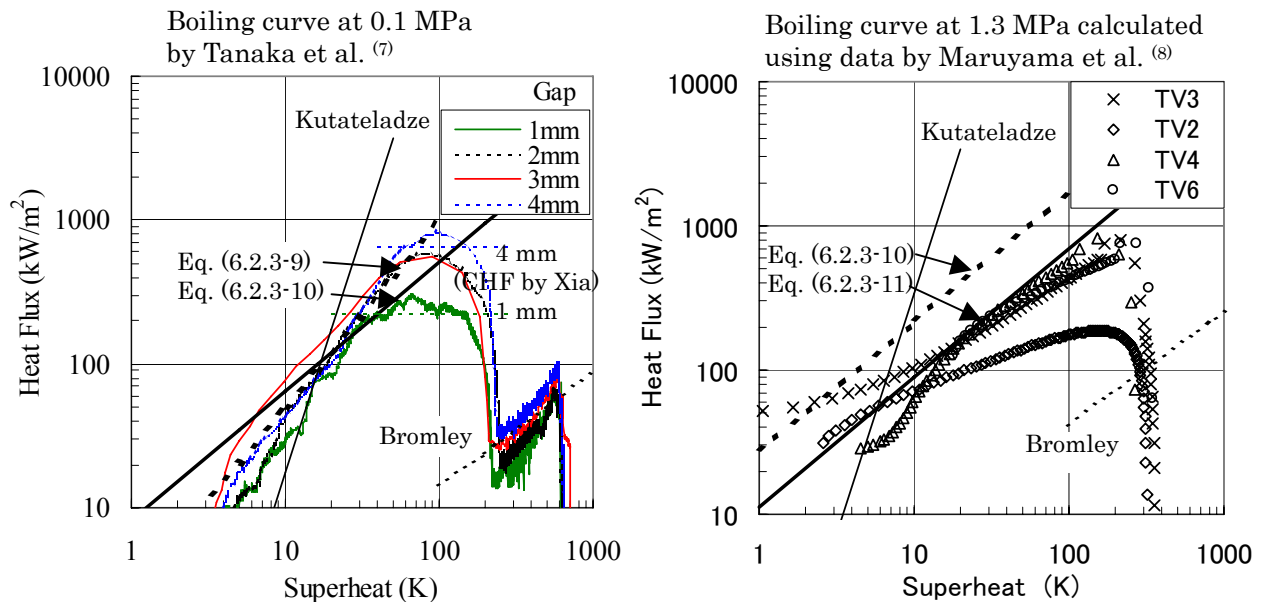 Boiling curve at 0.1 MPa
by Tanaka et al. (7)
10000
1000
100
10
Heat Flux (kW/m²)
Gap
1mm
2mm
3mm
4mm
Kutateladze
Eq. (6.2.3-9)
Eq. (6.2.3-10)
4 mm
(CHF by Xia)
1 mm
Bromley
1
10
100
1000
Superheat (K)
Boiling curve at 1.3 MPa calculated
using data by Maruyama et al. (8)
10000
1000
100
10
Heat Flux (kW/m²)
TV3
TV2
TV4
TV6
Kutateladze
Eq. (6.2.3-10)
Eq. (6.2.3-11)
Bromley
1
10
100
1000
Superheat (K)